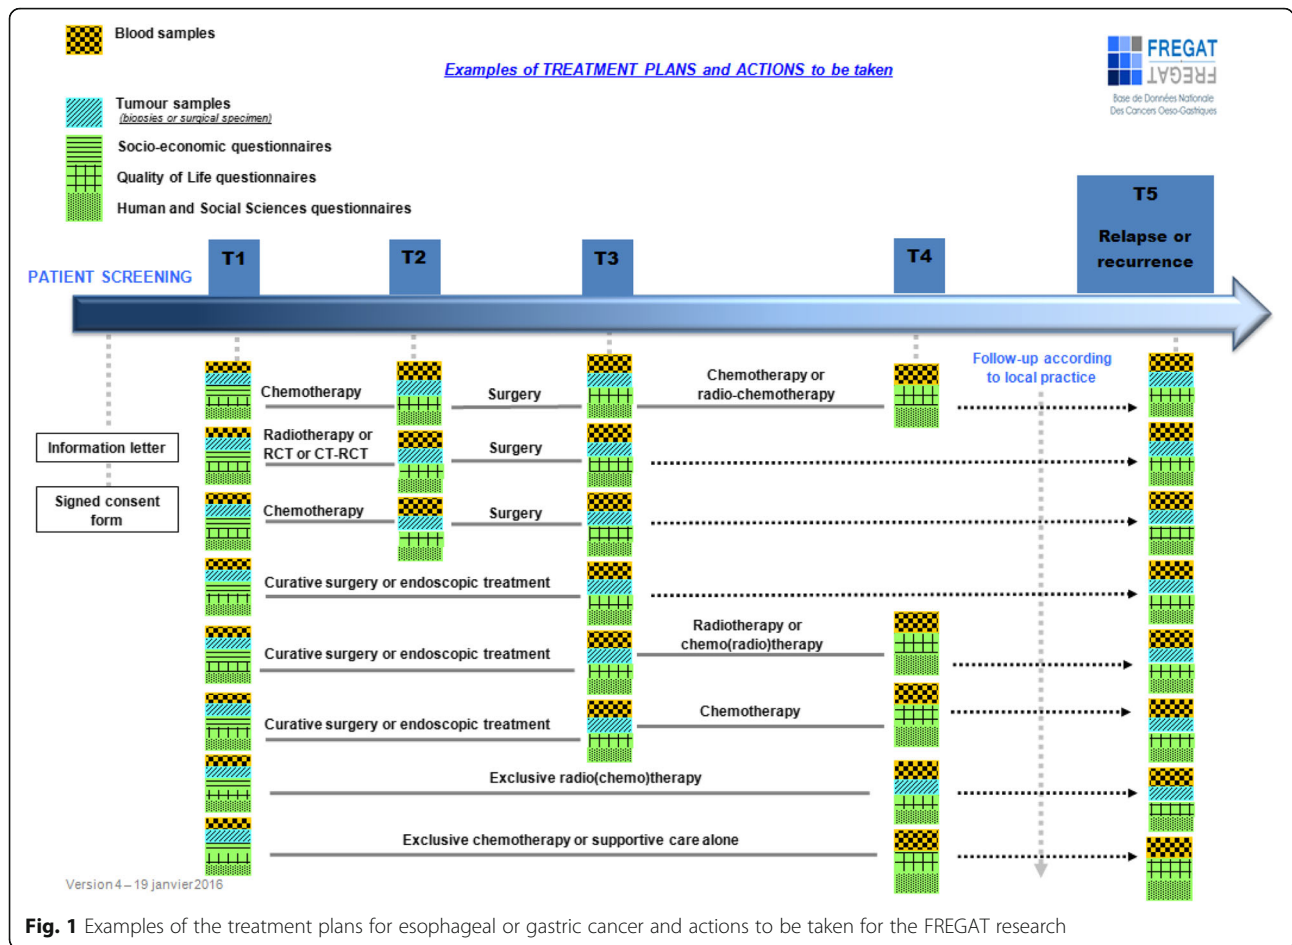 Blood samples
Examples of TREATMENT PLANS and ACTIONS to be taken
FREGAT
FREGAT
Base de Données Nationale
Des Cancers Oeso-Gastriques
Tumour samples
(biopsies or surgical specimen)
Socio-economic questionnaires
Quality of Life questionnaires
Human and Social Sciences questionnaires
T1
T2
T3
T4
T5
Relapse or
recurrence
PATIENT SCREENING
Information letter
Signed consent
form
Follow-up according
to local practice
Chemotherapy
Surgery
Chemotherapy or
radio-chemotherapy
Radiotherapy or
RCT or CT-RCT
Surgery
Chemotherapy
Surgery
Curative surgery or endoscopic treatment
Curative surgery or endoscopic treatment
Radiotherapy or
chemo(radio)therapy
Curative surgery or endoscopic treatment
Chemotherapy
Exclusive radio(chemo)therapy
Exclusive chemotherapy or supportive care alone
Version 4 – 19 janvier 2016
Fig. 1 Examples of the treatment plans for esophageal or gastric cancer and actions to be taken for the FREGAT research